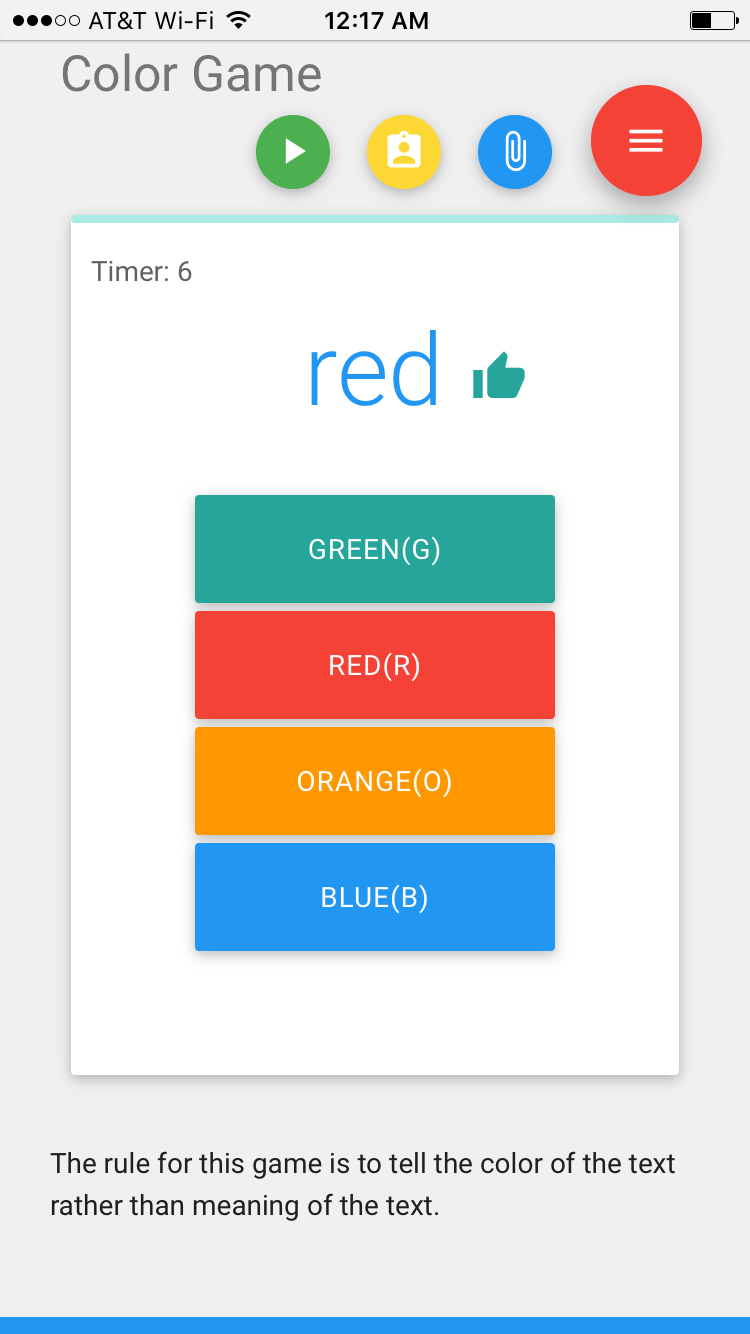 AT&T Wi-Fi 12:17 AM
Color Game
Timer: 6
red
GREEN(G)
RED(R)
ORANGE(O)
BLUE(B)
The rule for this game is to tell the color of the text
rather than meaning of the text.